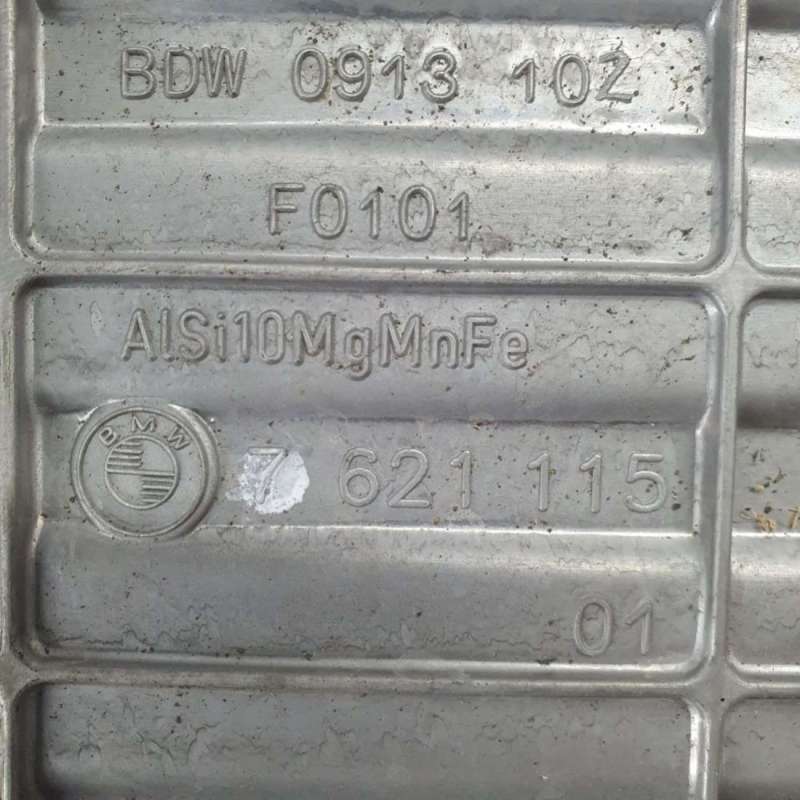 BDW 0913 102
F0101
AlSi10MgMnFe
BMW
7 621 115
01